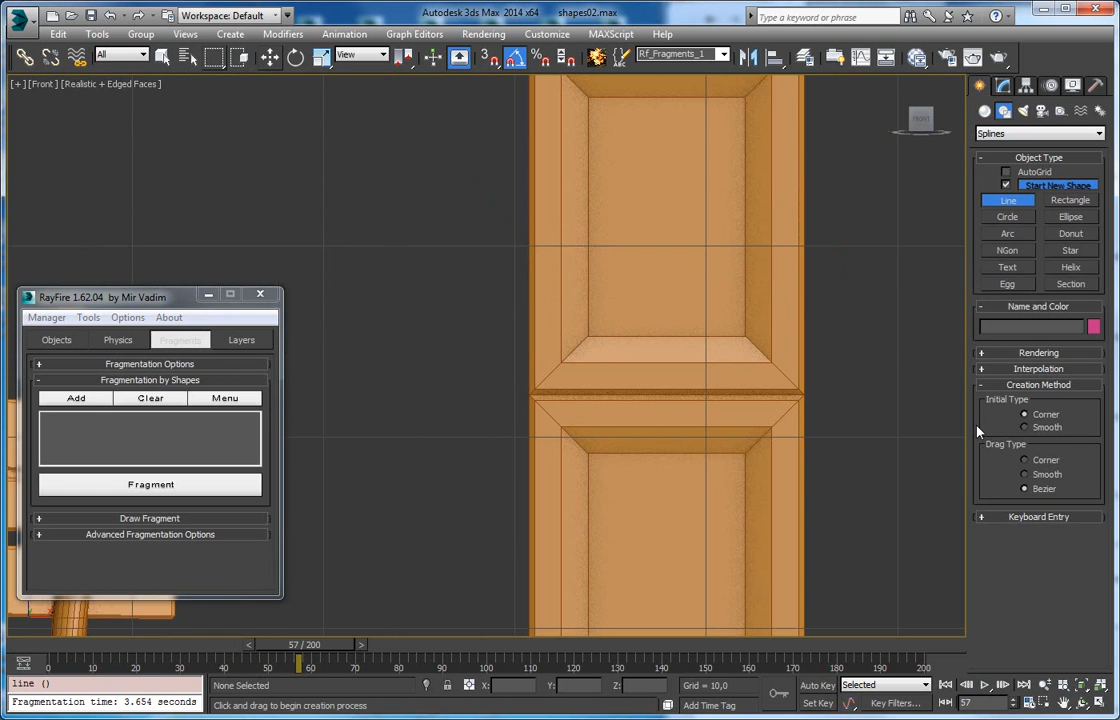 Workspace: Default
Autodesk 3ds Max  2014 x64    shapes02.max
Type a keyword or phrase
Edit Tools Group Views Create Modifiers Animation Graph Editors Rendering Customize MAXScript Help
All
View
3
Rf_Fragments_1
[+] [Front] [Realistic + Edged Faces]
FRONT
Splines
- Object Type
AutoGrid
Start New Shape
Line Rectangle
Circle Ellipse
Arc Donut
NGon Star
Text Helix
Egg Section
- Name and Color
+ Rendering
+ Interpolation
- Creation Method
Initial Type
Corner
Smooth
Drag Type
Corner
Smooth
Bezier
+ Keyboard Entry
RayFire 1.62.04  by Mir Vadim
Manager Tools Options About
Objects Physics Fragments Layers
+ Fragmentation Options
- Fragmentation by Shapes
Add Clear Menu
Fragment
+ Draw Fragment
+ Advanced Fragmentation Options
< 57 / 200 >
0 10 20 30 40 50 60 70 80 90 100 110 120 130 140 150 160 170 180 190 200
line ()
Fragmentation time: 3.654 seconds
None Selected
X: Y: Z: Grid = 10,0
Click and drag to begin creation process
Add Time Tag
Auto Key Selected
Set Key Key Filters...
57